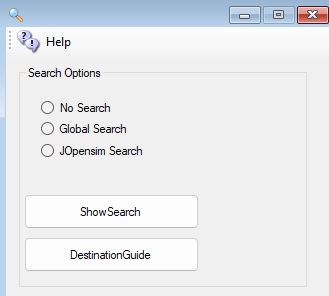 Help
Search Options
No Search
Global Search
JOpensim Search
ShowSearch
DestinationGuide